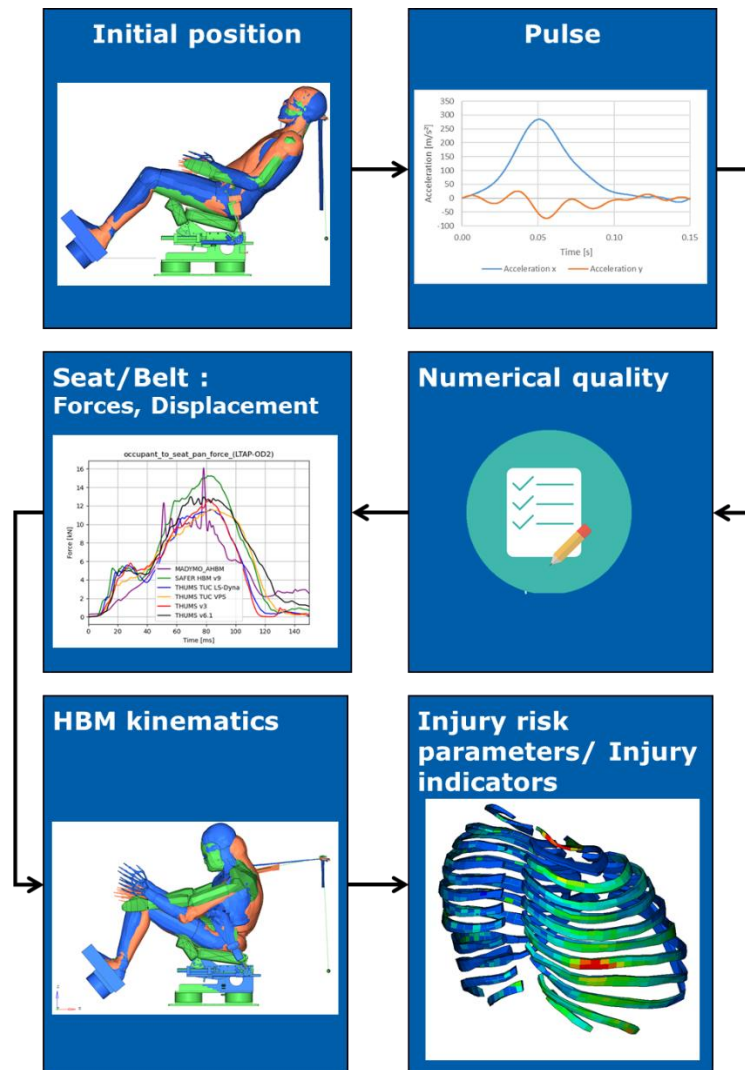 Initial position
Pulse
350
300
250
200
150
100
50
0
-50
-100
Acceleration [m/s²]
0.00
0.05
0.10
0.15
Time [s]
Acceleration x
Acceleration y
Seat/Belt :
Forces, Displacement
occupant_to_seat_pan_force_(LTAP-OD2)
16
14
12
10
8
6
4
2
0
Force [kN]
MADYMO_AHBM
SAFER HBM v9
THUMS TUC LS-Dyna
THUMS TUC VPS
THUMS v3
THUMS v6.1
0
20
40
60
80
100
120
140
Time [ms]
Numerical quality
HBM kinematics
Injury risk
parameters/ Injury
indicators